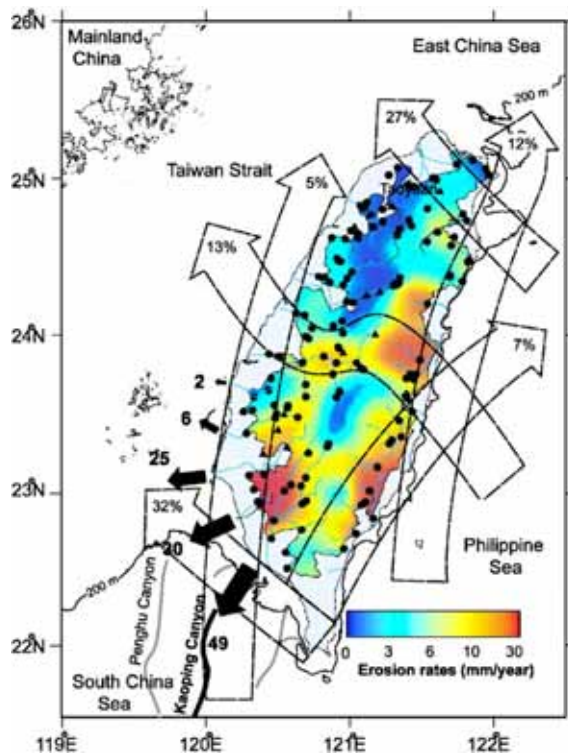 26N
Mainland
China
East China Sea
200 m
27%
12%
Taiwan Strait
5%
25N
13%
24N
7%
2
6
25
23N
32%
20
Philippine
Sea
200 m
Penghu Canyon
Kaoping Canyon
49
22N
South China
Sea
0 3 6 10 30
Erosion rates (mm/year)
119E 120E 121E 122E